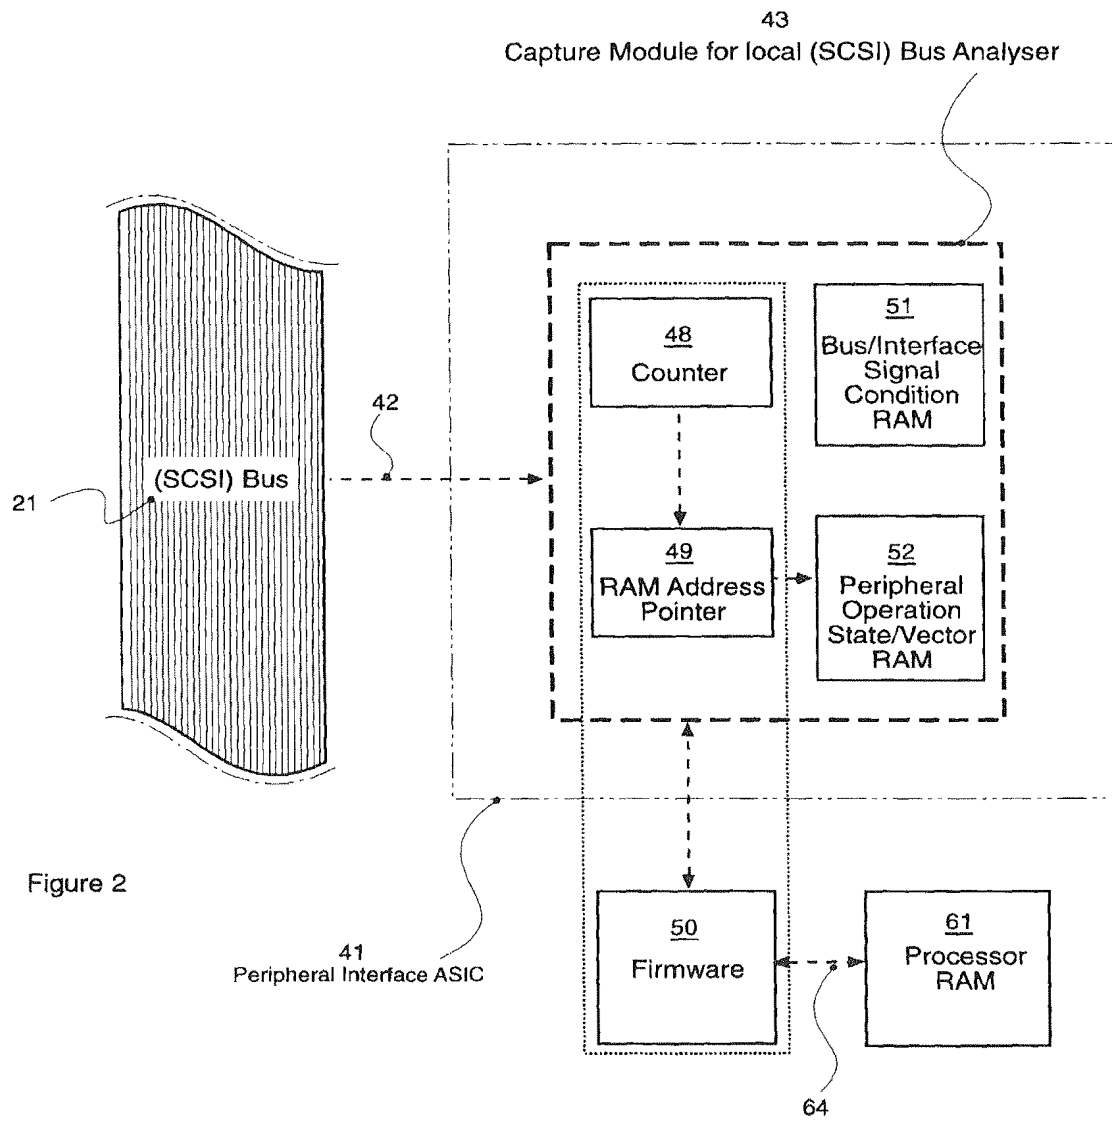 43
Capture Module for local (SCSI) Bus Analyser
48
Counter
51
Bus/Interface
Signal
Condition
RAM
42
(SCSI) Bus
21
49
RAM Address
Pointer
52
Peripheral
Operation
State/Vector
RAM
Figure 2
41
Peripheral Interface ASIC
50
Firmware
61
Processor
RAM
64